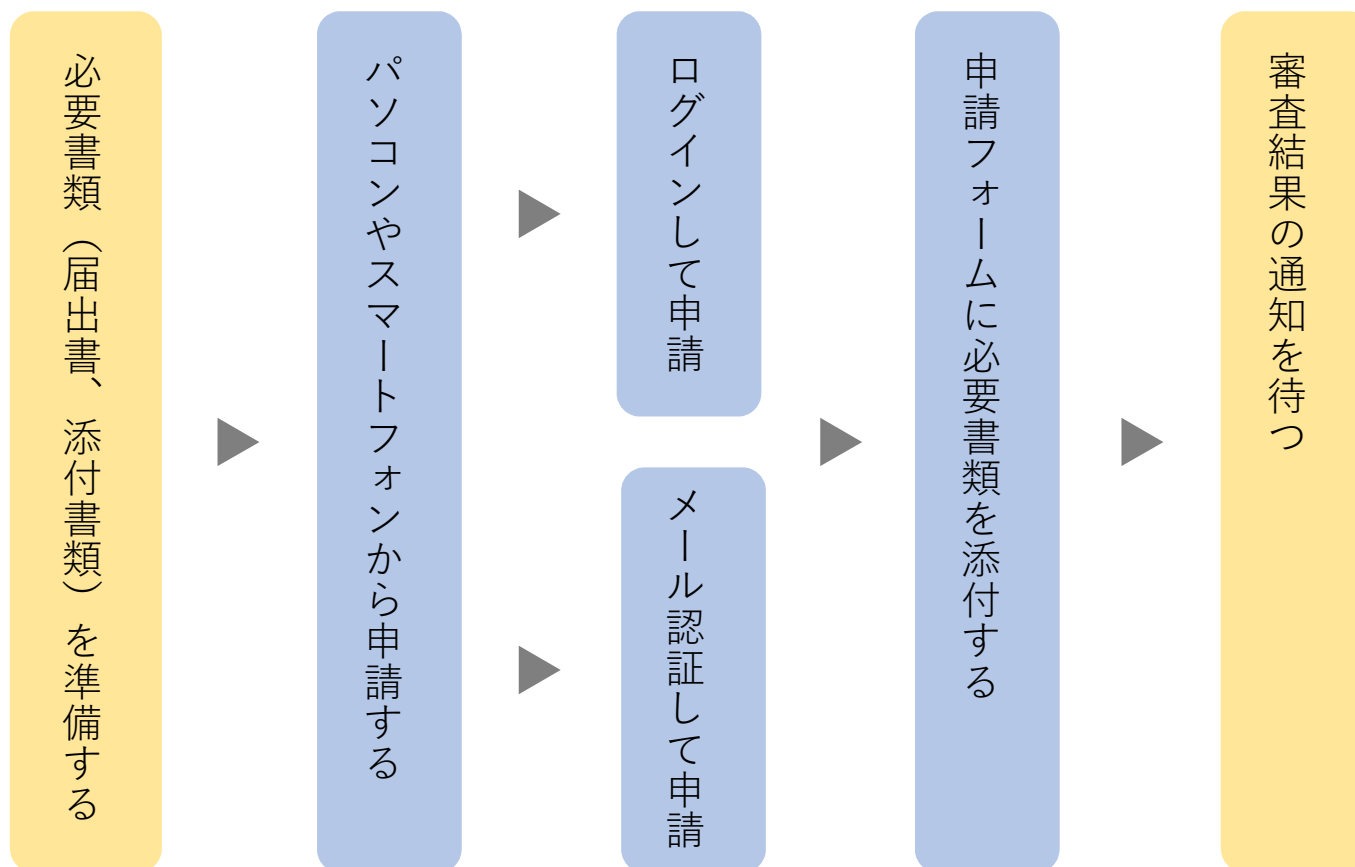 必要書類（届出書、添付書類）を準備する
パソコンやスマートフォンから申請する
ログインして申請
メール認証して申請
申請フォームに必要書類を添付する
審査結果の通知を待つ